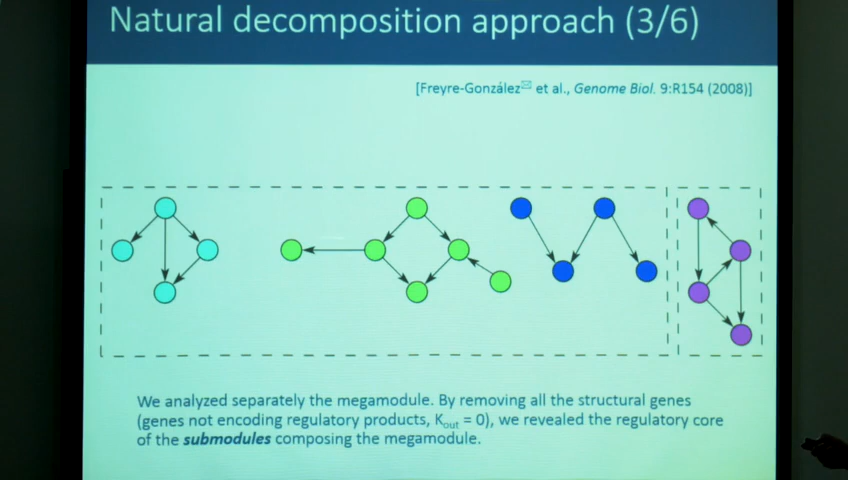 Natural decomposition approach (3/6)
[Freyre-González✉ et al., Genome Biol. 9:R154 (2008)]
We analyzed separately the megamodule. By removing all the structural genes
(genes not encoding regulatory products, Kout = 0), we revealed the regulatory core
of the submodules composing the megamodule.